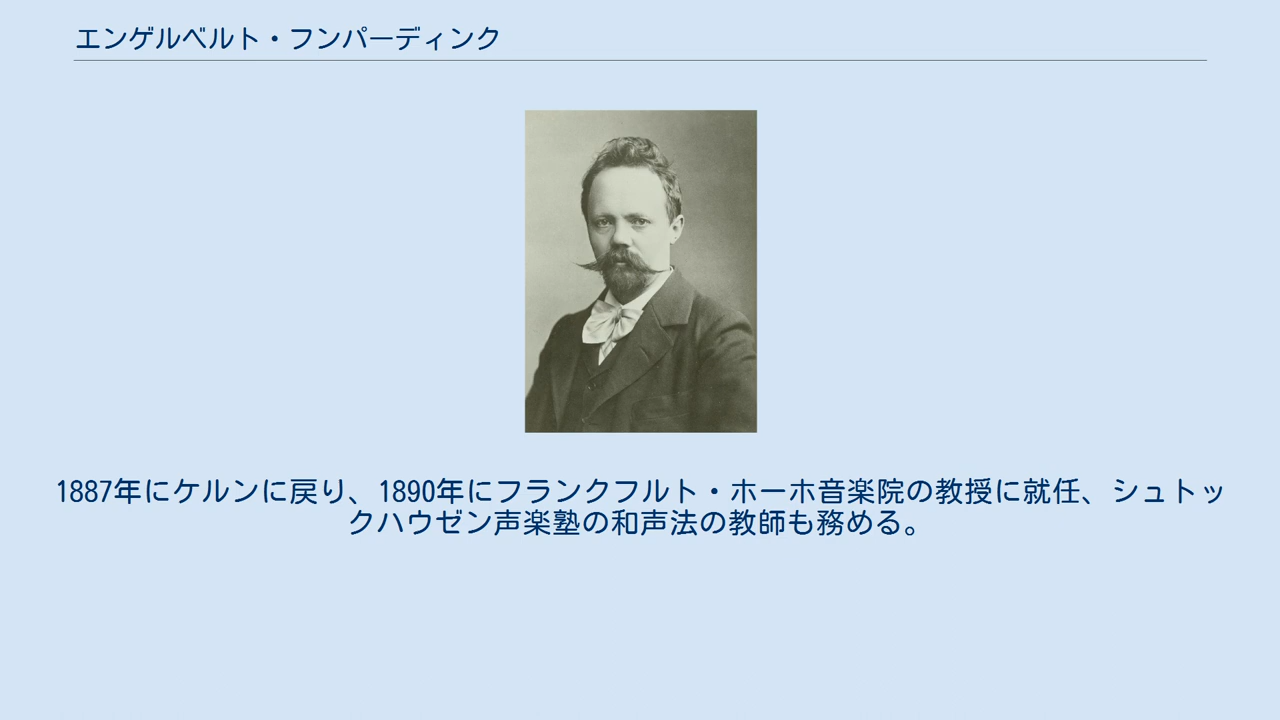 エンゲルベルト・フンパーディンク
1887年にケルンに戻り、1890年にフランクフルト・ホーホ音楽院の教授に就任、シュトッ
クハウゼン声楽塾の和声法の教師も務める。